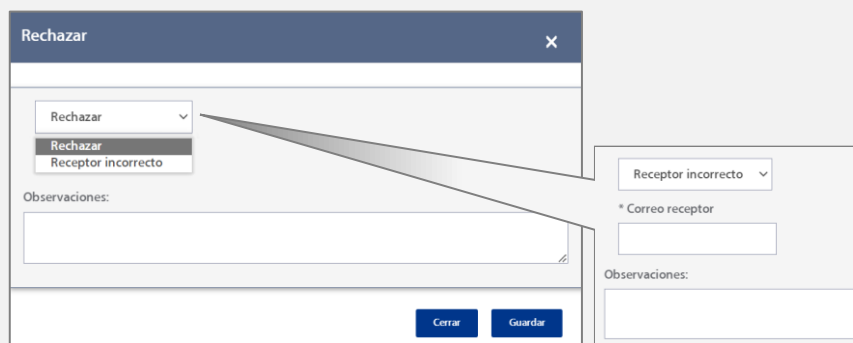 Rechazar
Rechazar
Rechazar
Receptor incorrecto
Observaciones:
Cerrar
Guardar
Receptor incorrecto
* Correo receptor
Observaciones: